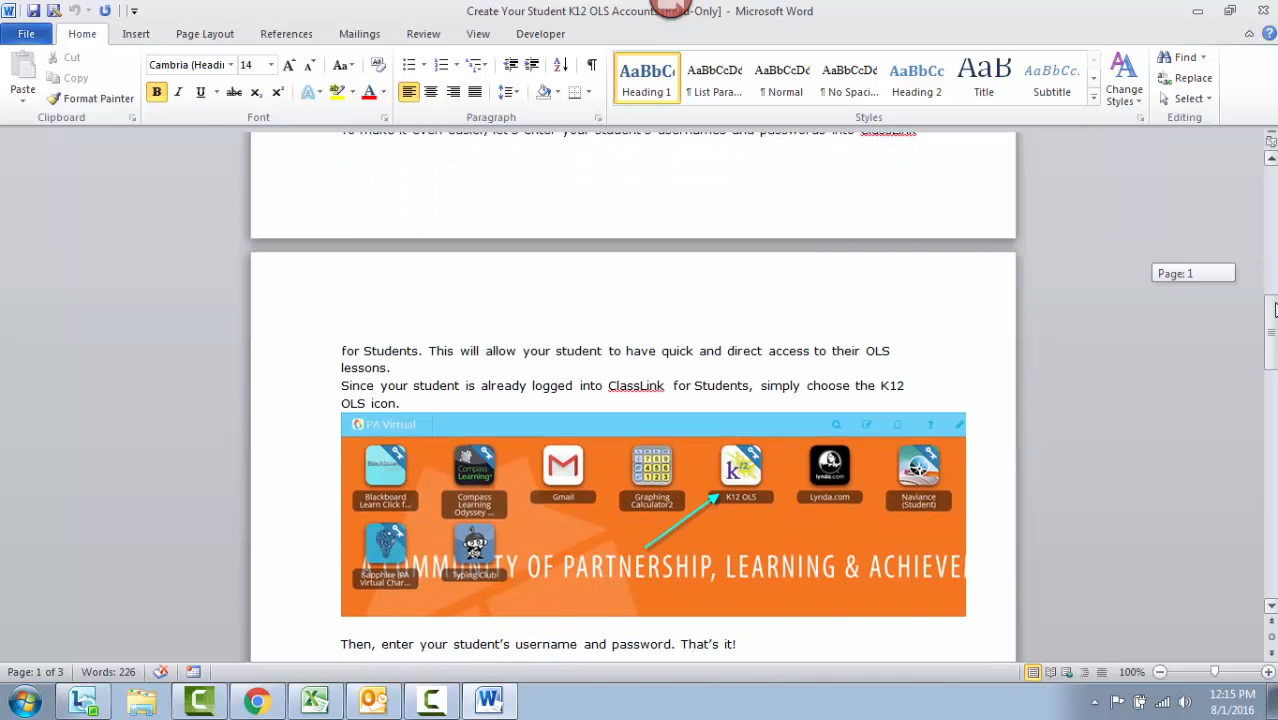 Create Your Student K12 OLS Accounts [Read-Only] - Microsoft Word
File Home Insert Page Layout References Mailings Review View Developer
Paste
Cut
Copy
Format Painter
Clipboard
Cambria (Headi 14
Font
Paragraph
AaBbC
Heading 1
AaBbCcDd
¶ List Para...
AaBbCcDd
¶ Normal
AaBbCcDd
¶ No Spaci...
AaBbCc
Heading 2
AaB
Title
AaBbCcL
Subtitle
Styles
Change
Styles
Find
Replace
Select
Editing
To make it even easier, let's enter your student's usernames and passwords into ClassLink
Page: 1
for Students. This will allow your student to have quick and direct access to their OLS
lessons.
Since your student is already logged into ClassLink for Students, simply choose the K12
OLS icon.
PA Virtual
Blackboard
Learn Click f...
Compass
Learning
Odyssey ...
Gmail
Graphing
Calculator2
K12 OLS
Lynda.com
Naviance
(Student)
Sapphire (PA
Virtual Char...
Typing Club
A COMMUNITY OF PARTNERSHIP, LEARNING & ACHIEVE
Then, enter your student's username and password. That's it!
Page: 1 of 3 Words: 226 100%
12:15 PM
8/1/2016